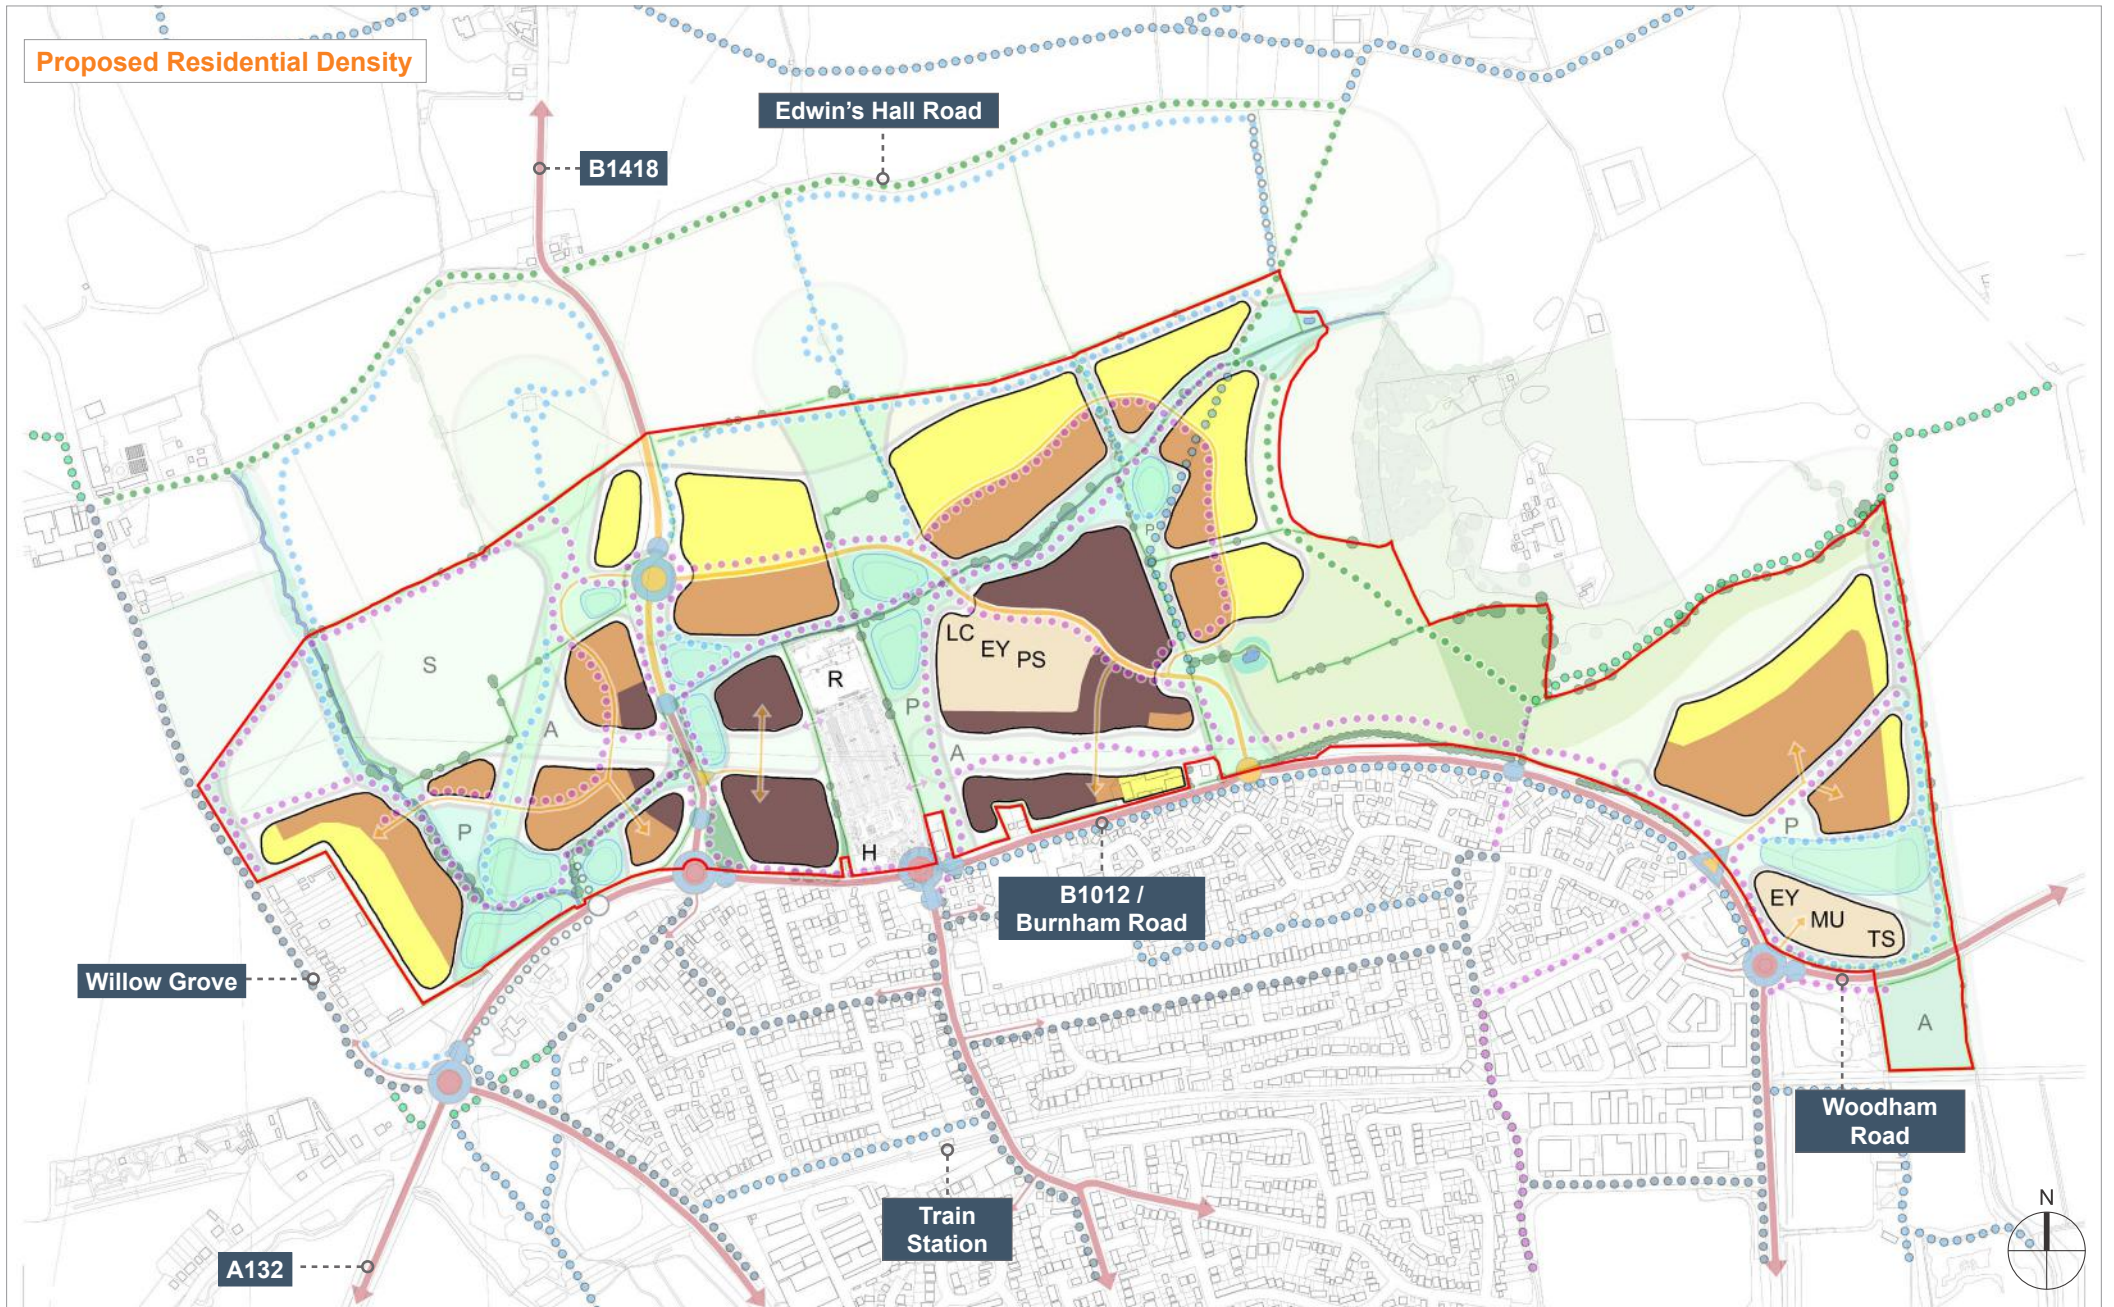 Proposed Residential Density
Edwin's Hall Road
B1418
P
LC
EY
PS
S
R
P
A
A
P
P
H
EY
MU
TS
B1012 /
Burnham Road
Willow Grove
A
Woodham
Road
Train
Station
N
A132